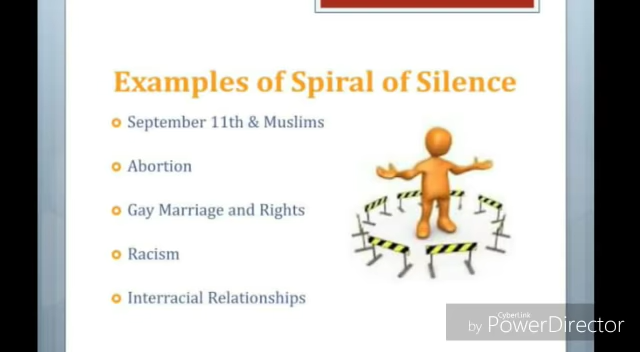 Examples of Spiral of Silence
September 11th & Muslims
Abortion
Gay Marriage and Rights
Racism
Interracial Relationships
CyberLink
by PowerDirector